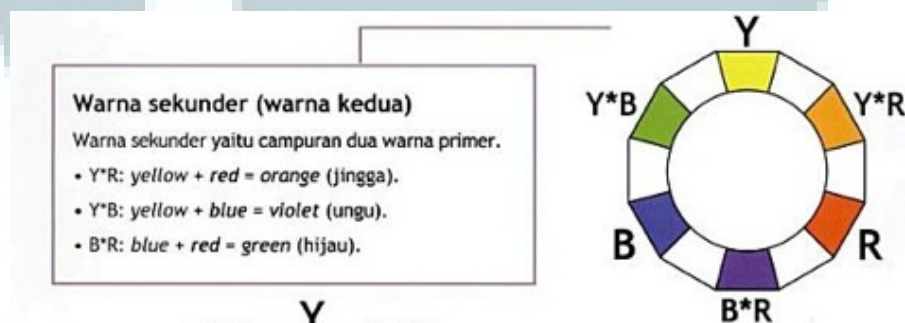 Warna sekunder (warna kedua)
Warna sekunder yaitu campuran dua warna primer.
• Y*R: yellow + red = orange (jingga).
• Y*B: yellow + blue = violet (ungu).
• B*R: blue + red = green (hijau).
Y
Y
Y*B
Y*R
B
R
B*R